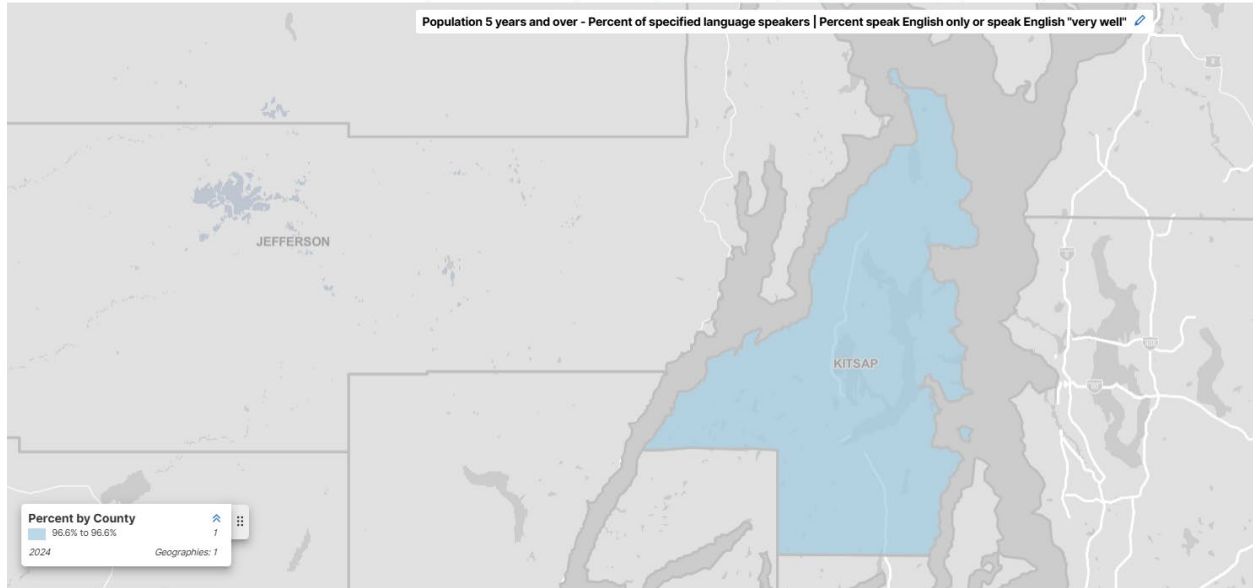 Population 5 years and over - Percent of specified language speakers | Percent speak English only or speak English "very well"
JEFFERSON
KITSAP
Percent by County
96.6% to 96.6% 1
2024 Geographies: 1